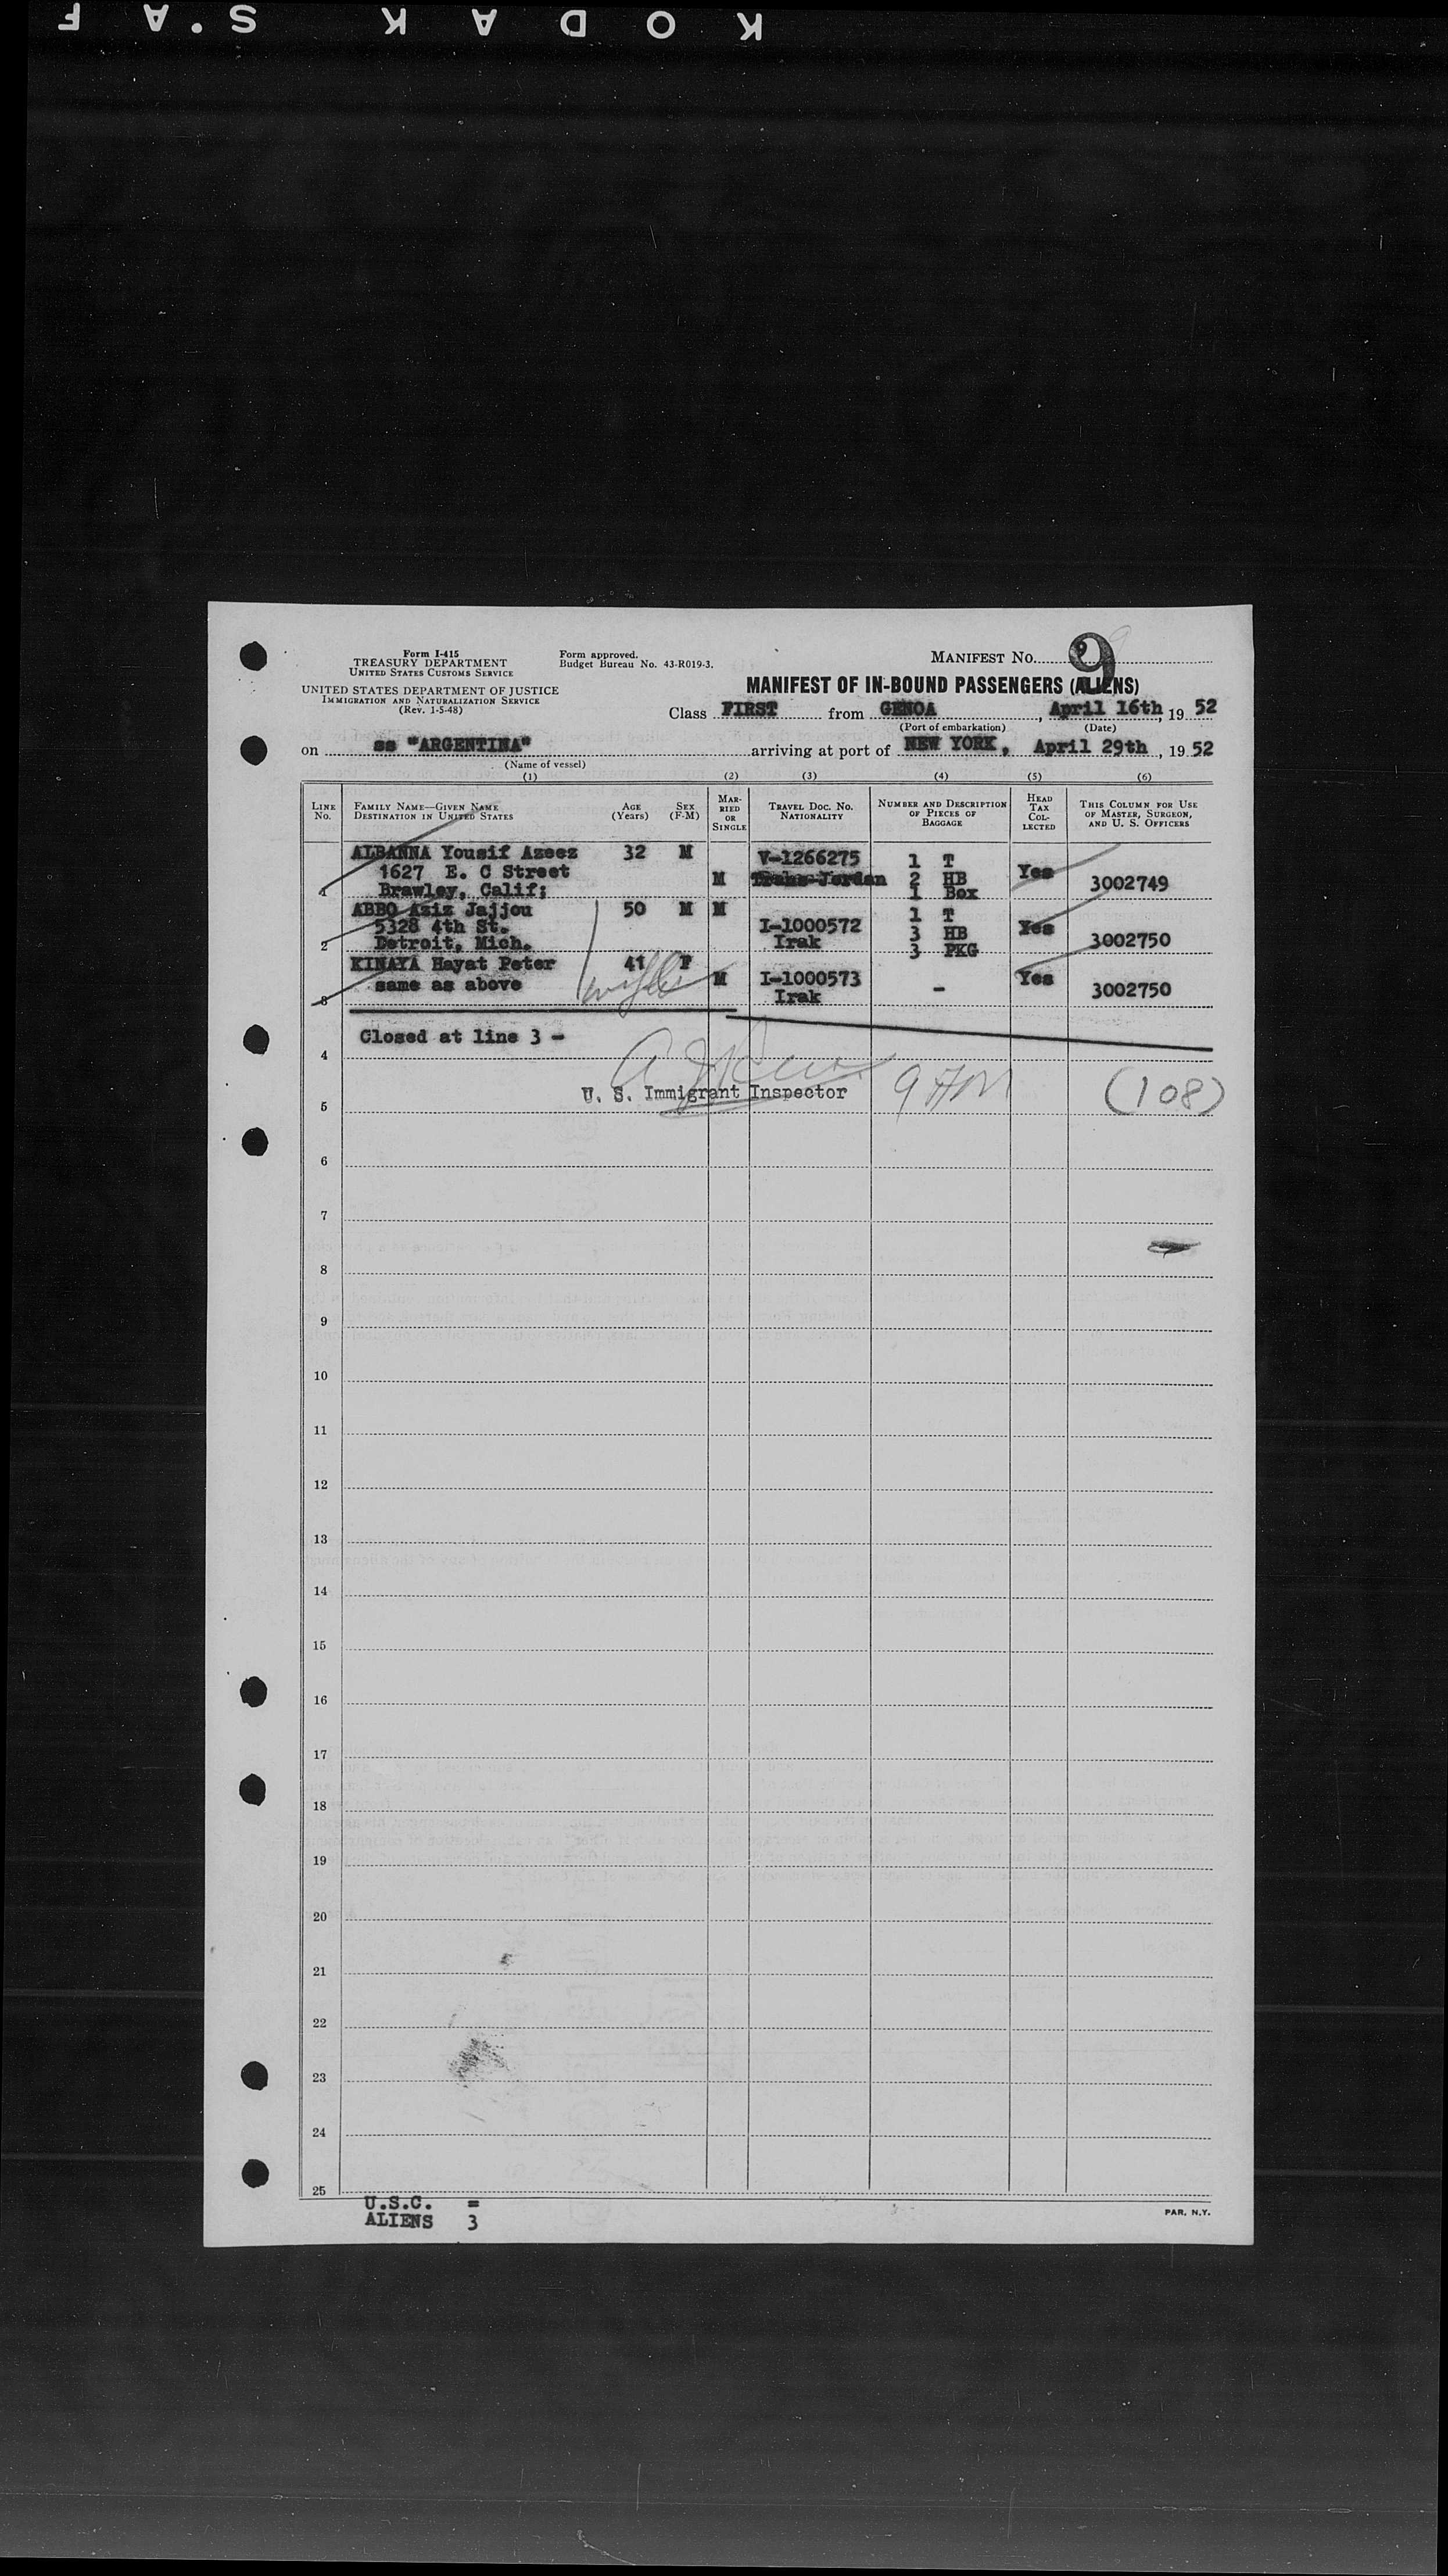 KODAK S.AF
Form I-415
TREASURY DEPARTMENT
UNITED STATES CUSTOMS SERVICE
UNITED STATES DEPARTMENT OF JUSTICE
IMMIGRATION AND NATURALIZATION SERVICE
(Rev. 1-5-48)
Form approved.
Budget Bureau No. 43-R019-3.
MANIFEST NO. 9
9
MANIFEST OF IN-BOUND PASSENGERS (ALIENS)
Class FIRST from GENOA, April 16th, 19 52
(Port of embarkation) (Date)
on ss "ARGENTINA" arriving at port of NEW YORK, April 29th, 19 52
(Name of vessel)
(1) (2) (3) (4) (5) (6)
LINE NO.
FAMILY NAME—GIVEN NAME
DESTINATION IN UNITED STATES
AGE (Years)
SEX (F-M)
MARRIED OR SINGLE
TRAVEL DOC. NO. NATIONALITY
NUMBER AND DESCRIPTION OF PIECES OF BAGGAGE
HEAD TAX COLLECTED
THIS COLUMN FOR USE OF MASTER, SURGEON, AND U. S. OFFICERS
ALBANNA Yousif Azeez 32 M V-1266275 1 T
1627 E. C Street M Trans-Jordan 2 HB Yes 3002749
1 Brawley, Calif; 1 Box
ABBO Aziz Jajjou 50 M M 1 T
5328 4th St. I-1000572 3 HB Yes
2 Detroit, Mich. Irak 3 PKG 3002750
KINAYA Hayat Peter 41 F
same as above wife M I-1000573 - Yes 3002750
3 Irak
Closed at line 3 -
4
U. S. Immigrant Inspector 9 AM (108)
5
6
7
8
9
10
11
12
13
14
15
16
17
18
19
20
21
22
23
24
25
U.S.C. =
ALIENS 3
PAR. N.Y.